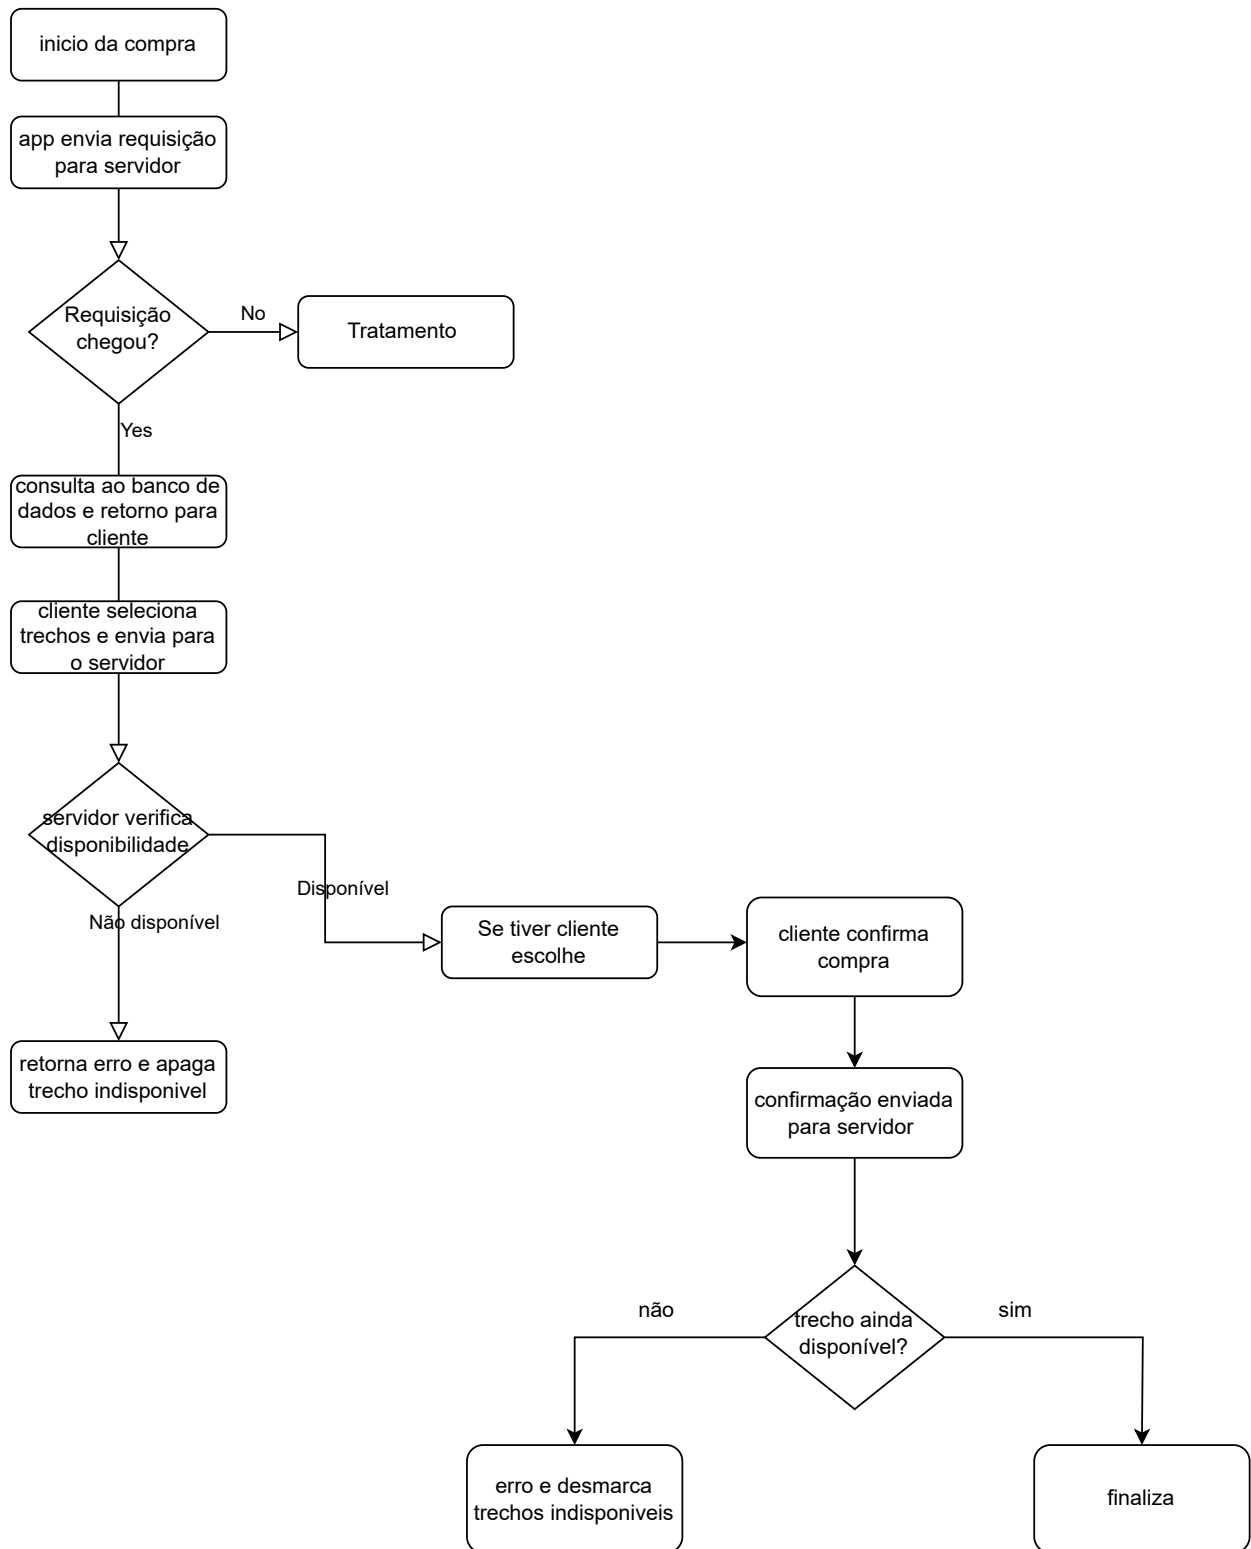 inicio da compra
app envia requisição
para servidor
Requisição
chegou?
No
Tratamento
Yes
consulta ao banco de
dados e retorno para
cliente
cliente seleciona
trechos e envia para
o servidor
servidor verifica
disponibilidade
Disponível
Não disponível
Se tiver cliente
escolhe
cliente confirma
compra
retorna erro e apaga
trecho indisponivel
confirmação enviada
para servidor
não
trecho ainda
disponível?
sim
erro e desmarca
trechos indisponiveis
finaliza